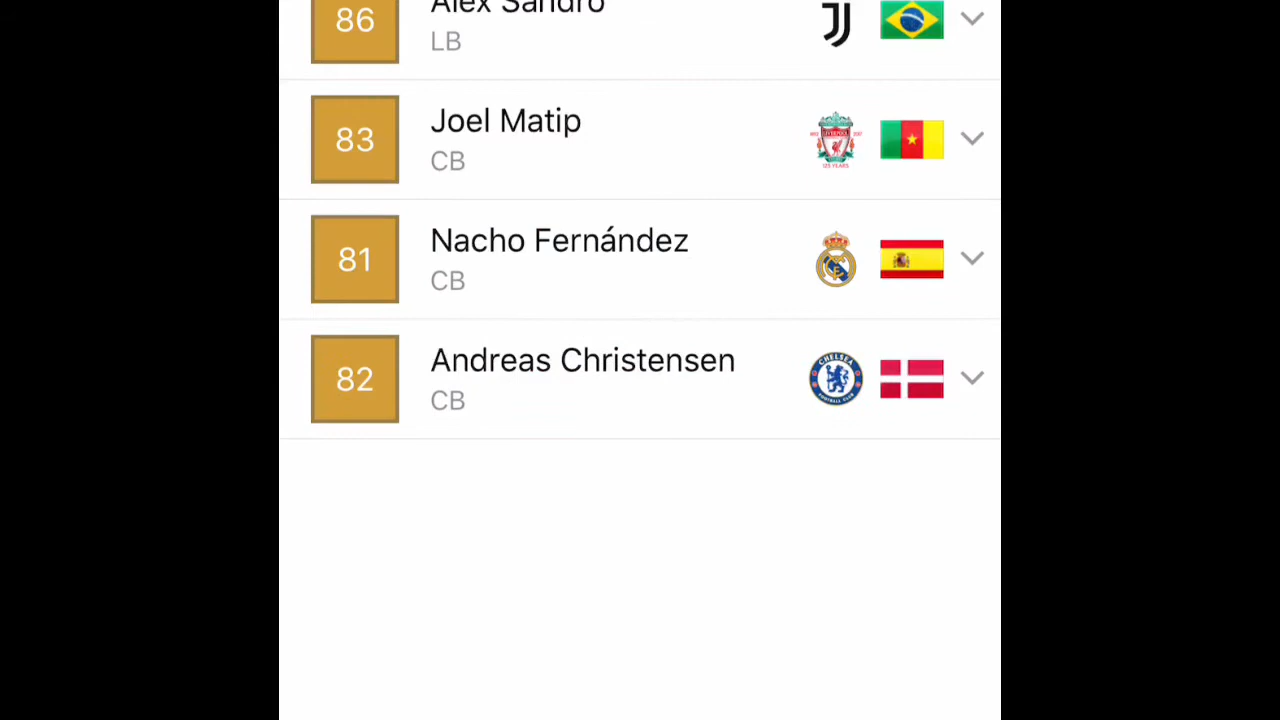 86
Alex Sandro
LB
83
Joel Matip
CB
81
Nacho Fernández
CB
82
Andreas Christensen
CB